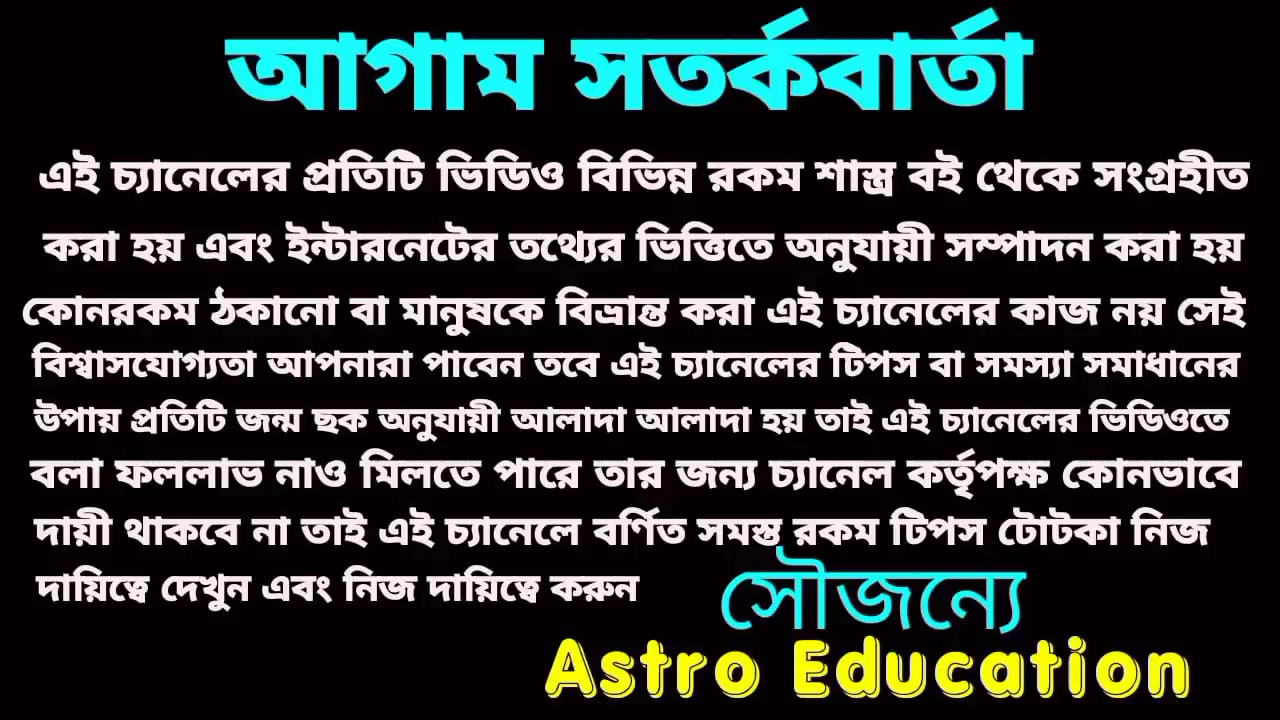 আগাম সতর্কবার্তা
এই চ্যানেলের প্রতিটি ভিডিও বিভিন্ন রকম শাস্ত্র বই থেকে সংগ্রহীত
করা হয় এবং ইন্টারনেটের তথ্যের ভিত্তিতে অনুযায়ী সম্পাদন করা হয়
কোনরকম ঠকানো বা মানুষকে বিভ্রান্ত করা এই চ্যানেলের কাজ নয় সেই
বিশ্বাসযোগ্যতা আপনারা পাবেন তবে এই চ্যানেলের টিপস বা সমস্যা সমাধানের
উপায় প্রতিটি জন্ম ছক অনুযায়ী আলাদা আলাদা হয় তাই এই চ্যানেলের ভিডিওতে
বলা ফললাভ নাও মিলতে পারে তার জন্য চ্যানেল কর্তৃপক্ষ কোনভাবে
দায়ী থাকবে না তাই এই চ্যানেলে বর্ণিত সমস্ত রকম টিপস টোটকা নিজ
দায়িত্বে দেখুন এবং নিজ দায়িত্বে করুন
সৌজন্যে
Astro Education